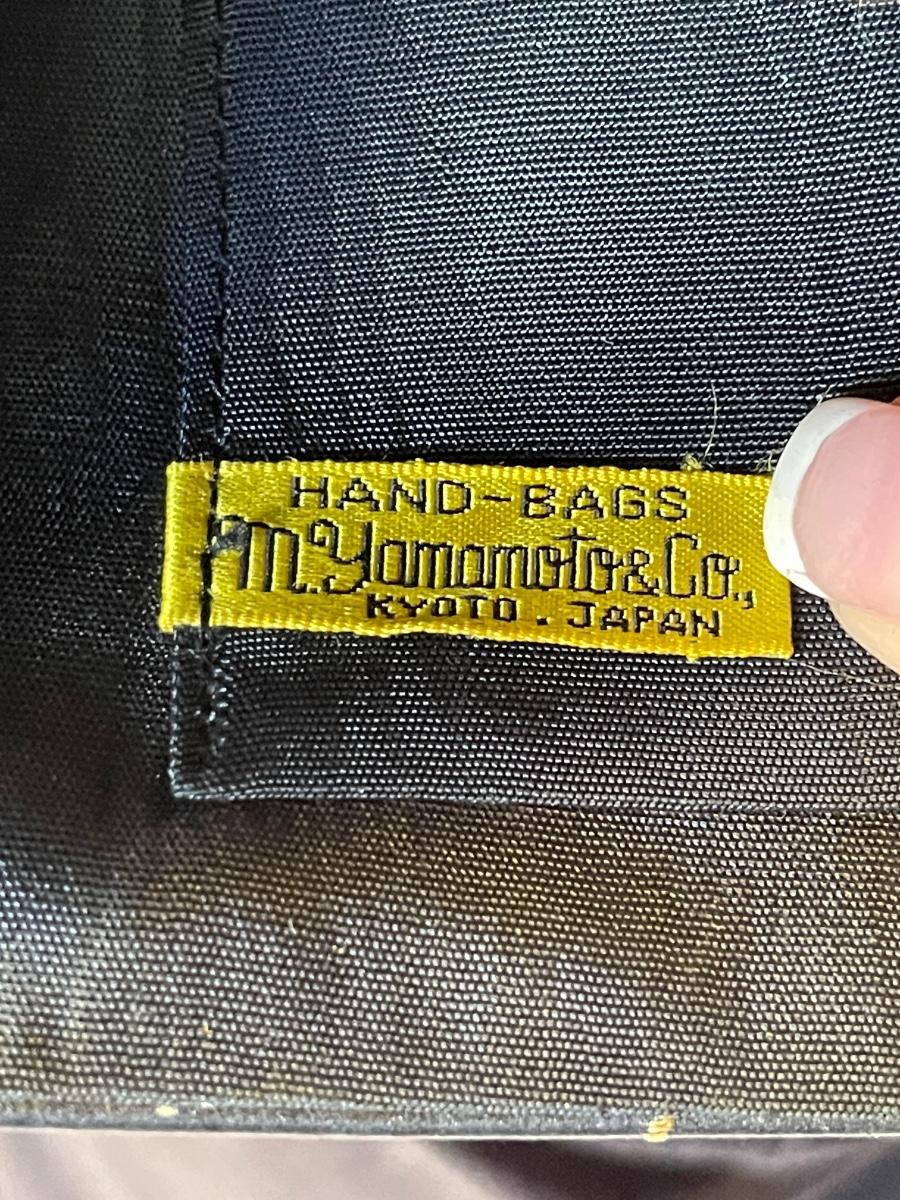 HAND-BAGS
M. Yamamoto & Co.,
KYOTO . JAPAN